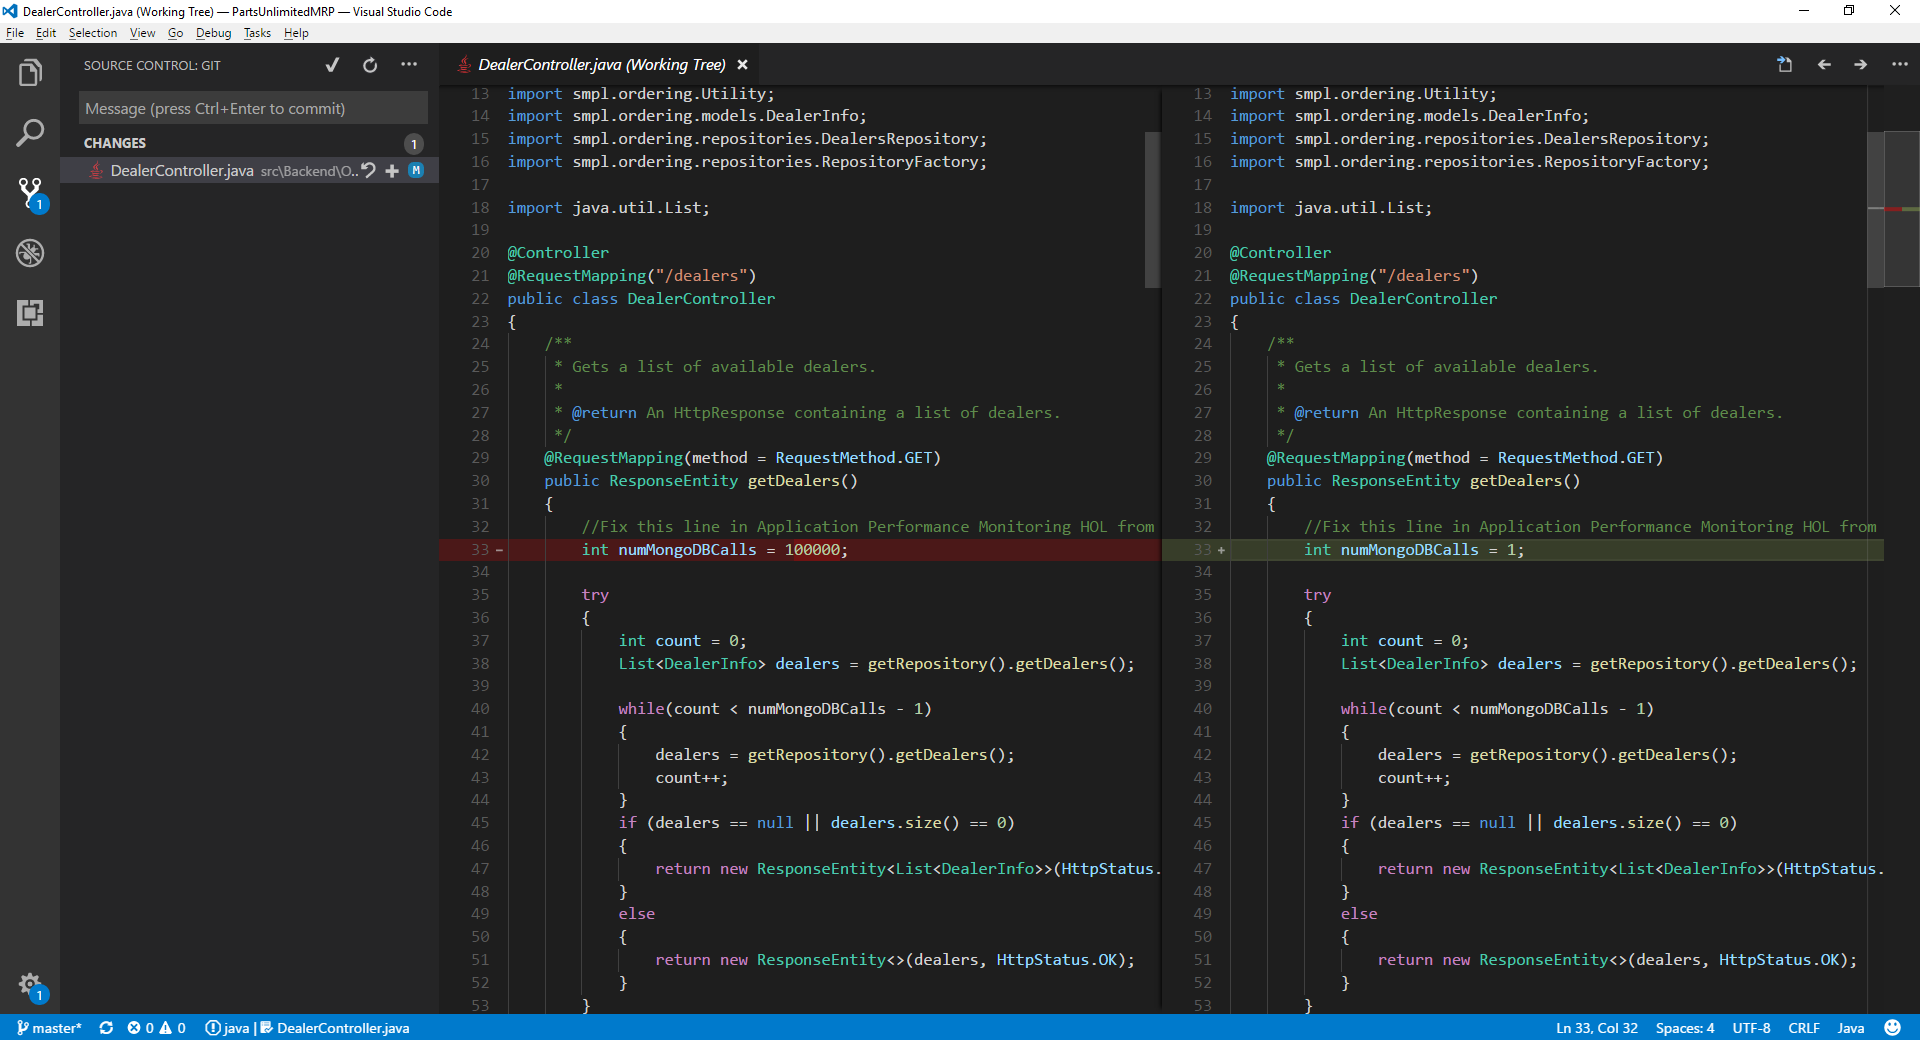 DealerController.java (Working Tree) — PartsUnlimitedMRP — Visual Studio Code
File Edit Selection View Go Debug Tasks Help
SOURCE CONTROL: GIT
Message (press Ctrl+Enter to commit)
CHANGES 1
DealerController.java src\Backend\O... M
1
1
DealerController.java (Working Tree)
13 import smpl.ordering.Utility;
14 import smpl.ordering.models.DealerInfo;
15 import smpl.ordering.repositories.DealersRepository;
16 import smpl.ordering.repositories.RepositoryFactory;
17
18 import java.util.List;
19
20 @Controller
21 @RequestMapping("/dealers")
22 public class DealerController
23 {
24 /**
25 * Gets a list of available dealers.
26 *
27 * @return An HttpResponse containing a list of dealers.
28 */
29 @RequestMapping(method = RequestMethod.GET)
30 public ResponseEntity getDealers()
31 {
32 //Fix this line in Application Performance Monitoring HOL from
33 - int numMongoDBCalls = 100000;
34
35 try
36 {
37 int count = 0;
38 List<DealerInfo> dealers = getRepository().getDealers();
39
40 while(count < numMongoDBCalls - 1)
41 {
42 dealers = getRepository().getDealers();
43 count++;
44 }
45 if (dealers == null || dealers.size() == 0)
46 {
47 return new ResponseEntity<List<DealerInfo>>(HttpStatus.
48 }
49 else
50 {
51 return new ResponseEntity<>(dealers, HttpStatus.OK);
52 }
53 }
13 import smpl.ordering.Utility;
14 import smpl.ordering.models.DealerInfo;
15 import smpl.ordering.repositories.DealersRepository;
16 import smpl.ordering.repositories.RepositoryFactory;
17
18 import java.util.List;
19
20 @Controller
21 @RequestMapping("/dealers")
22 public class DealerController
23 {
24 /**
25 * Gets a list of available dealers.
26 *
27 * @return An HttpResponse containing a list of dealers.
28 */
29 @RequestMapping(method = RequestMethod.GET)
30 public ResponseEntity getDealers()
31 {
32 //Fix this line in Application Performance Monitoring HOL from
33 + int numMongoDBCalls = 1;
34
35 try
36 {
37 int count = 0;
38 List<DealerInfo> dealers = getRepository().getDealers();
39
40 while(count < numMongoDBCalls - 1)
41 {
42 dealers = getRepository().getDealers();
43 count++;
44 }
45 if (dealers == null || dealers.size() == 0)
46 {
47 return new ResponseEntity<List<DealerInfo>>(HttpStatus.
48 }
49 else
50 {
51 return new ResponseEntity<>(dealers, HttpStatus.OK);
52 }
53 }
master* 0 0 java | DealerController.java Ln 33, Col 32 Spaces: 4 UTF-8 CRLF Java